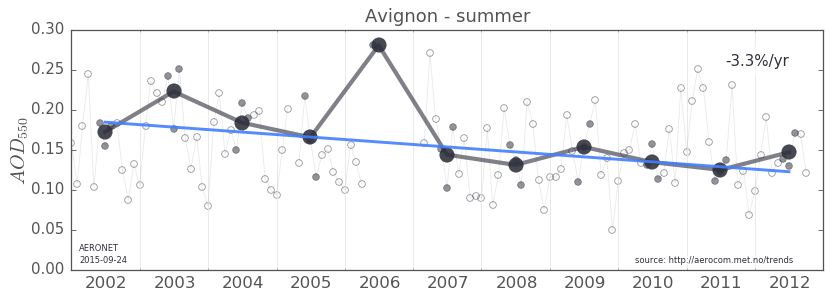 Avignon - summer
0.30
0.25
0.20
0.15
0.10
0.05
0.00
AOD550
-3.3%/yr
AERONET
2015-09-24
source: http://aerocom.met.no/trends
2002 2003 2004 2005 2006 2007 2008 2009 2010 2011 2012